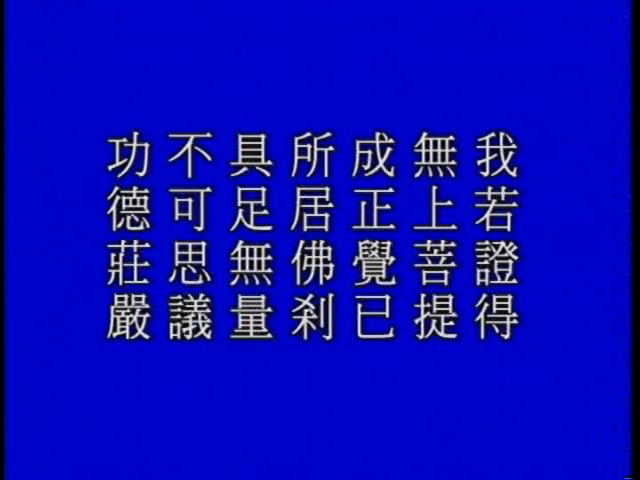 我若證得
無上菩提
成正覺已
所居佛剎
具足無量
不可思議
功德莊嚴